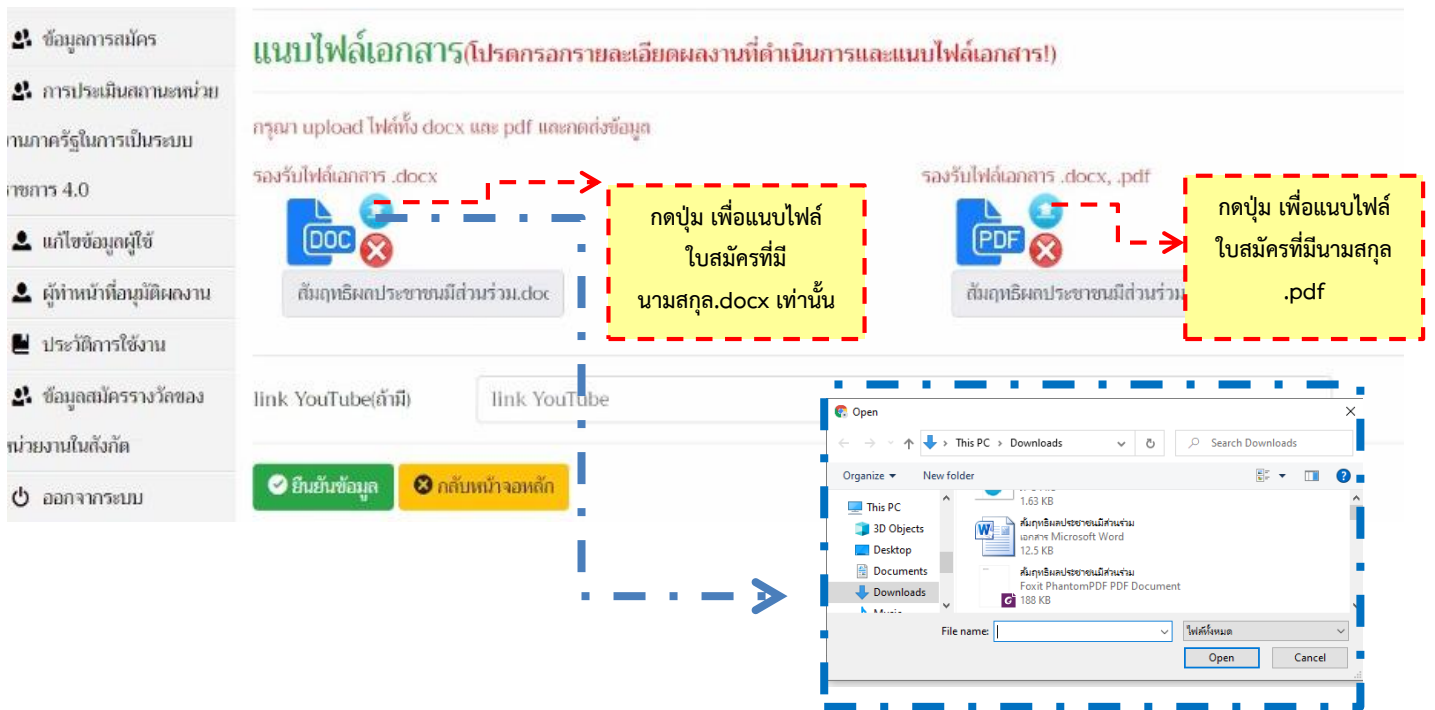 ข้อมูลการสมัคร
การประเมินสถานะหน่วย
านภาครัฐในการเป็นระบบ
ราชการ 4.0
แก้ไขข้อมูลผู้ใช้
ผู้ทำหน้าที่อนุมัติผลงาน
ประวัติการใช้งาน
ข้อมูลสมัครรางวัลของ
หน่วยงานในสังกัด
ออกจากระบบ
แนบไฟล์เอกสาร(โปรดกรอกรายละเอียดผลงานที่ดำเนินการและแนบไฟล์เอกสาร!)
กรุณา upload ไฟล์ทั้ง docx และ pdf และกดส่งข้อมูล
รองรับไฟล์เอกสาร .docx
DOC
สัมฤทธิผลประชาชนมีส่วนร่วม.doc
กดปุ่ม เพื่อแนบไฟล์
ใบสมัครที่มี
นามสกุล.docx เท่านั้น
รองรับไฟล์เอกสาร .docx, .pdf
PDF
สัมฤทธิผลประชาชนมีส่วนร่วม
กดปุ่ม เพื่อแนบไฟล์
ใบสมัครที่มีนามสกุล
.pdf
link YouTube(ถ้ามี)
link YouTube
ยืนยันข้อมูล
กลับหน้าจอหลัก
Open
This PC > Downloads
Search Downloads
Organize
New folder
This PC
3D Objects
Desktop
Documents
Downloads
Music
1.63 KB
สัมฤทธิผลประชาชนมีส่วนร่วม
เอกสาร Microsoft Word
12.5 KB
สัมฤทธิผลประชาชนมีส่วนร่วม
Foxit PhantomPDF PDF Document
188 KB
File name:
ไฟล์ทั้งหมด
Open
Cancel